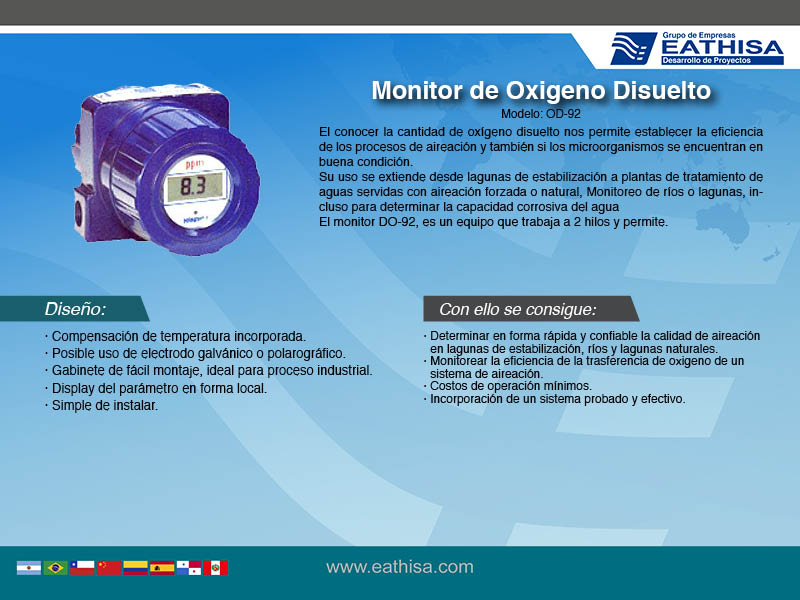 Grupo de Empresas
EATHISA
Desarrollo de Proyectos
Monitor de Oxigeno Disuelto
Modelo: OD-92
El conocer la cantidad de oxígeno disuelto nos permite establecer la eficiencia
de los procesos de aireación y también si los microorganismos se encuentran en
buena condición.
Su uso se extiende desde lagunas de estabilización a plantas de tratamiento de
aguas servidas con aireación forzada o natural, Monitoreo de ríos o lagunas, in-
cluso para determinar la capacidad corrosiva del agua
El monitor DO-92, es un equipo que trabaja a 2 hilos y permite.
ppm
8.3
Diseño:
· Compensación de temperatura incorporada.
· Posible uso de electrodo galvánico o polarográfico.
· Gabinete de fácil montaje, ideal para proceso industrial.
· Display del parámetro en forma local.
· Simple de instalar.
Con ello se consigue:
· Determinar en forma rápida y confiable la calidad de aireación
en lagunas de estabilización, ríos y lagunas naturales.
· Monitorear la eficiencia de la trasferencia de oxigeno de un
sistema de aireación.
· Costos de operación mínimos.
· Incorporación de un sistema probado y efectivo.
www.eathisa.com